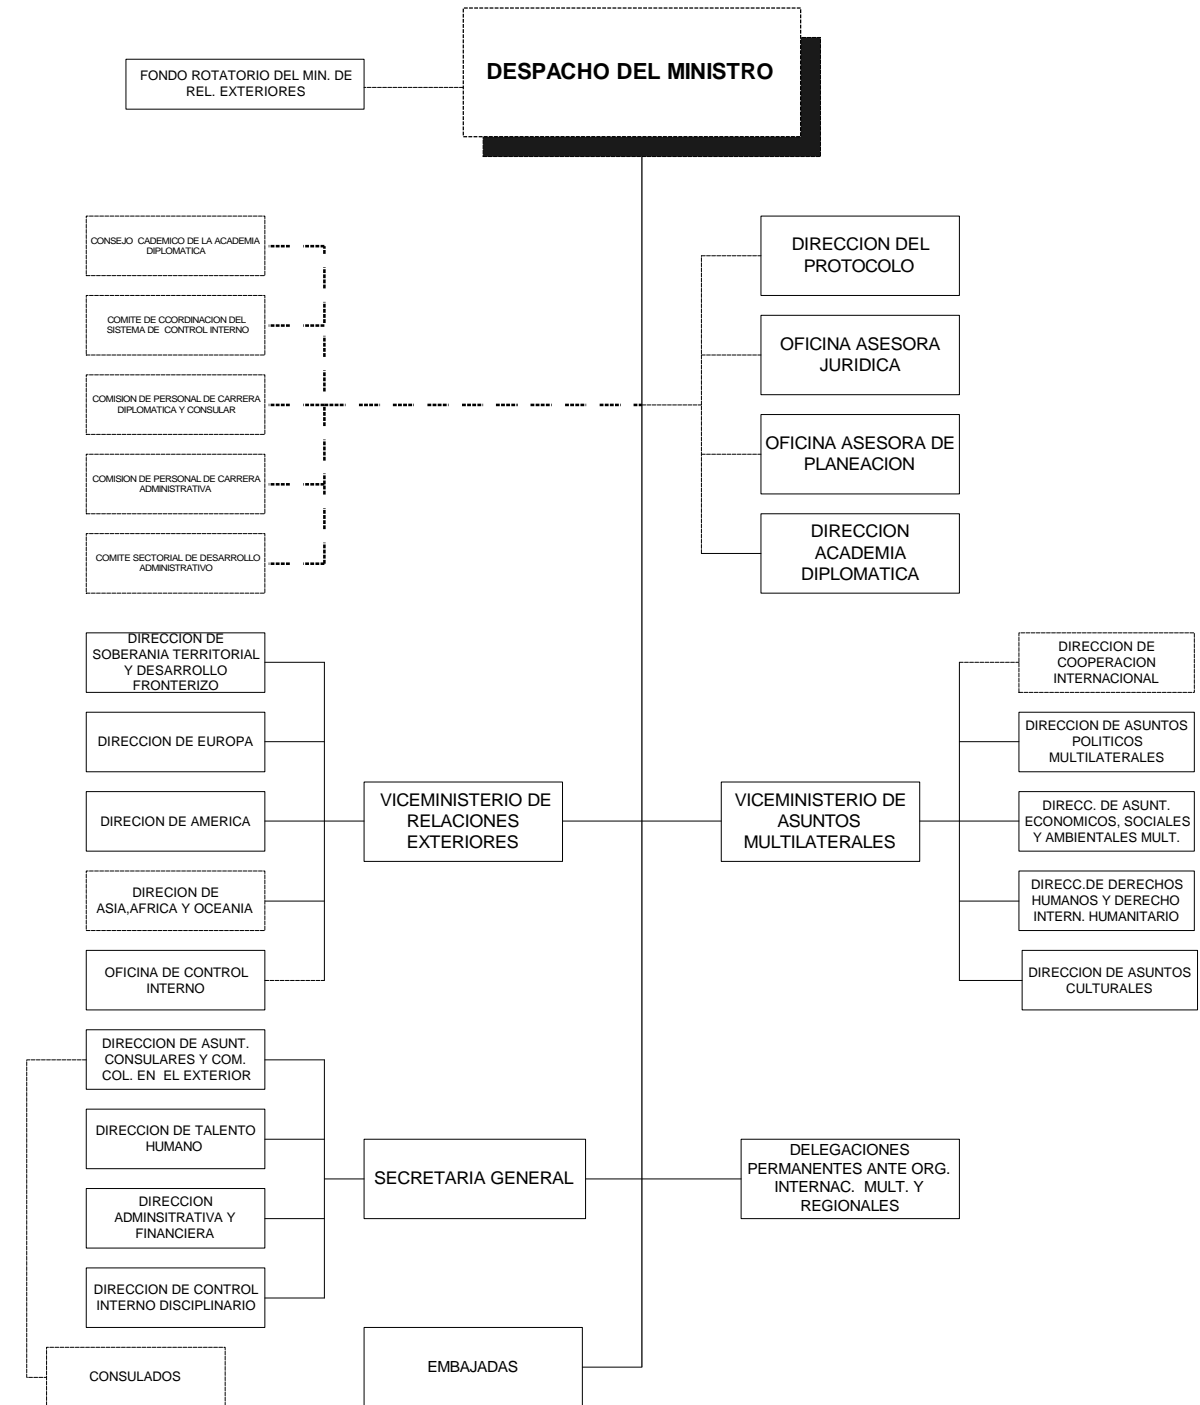 DESPACHO DEL MINISTRO
FONDO ROTATORIO DEL MIN. DE
REL. EXTERIORES
CONSEJO CADEMICO DE LA ACADEMIA
DIPLOMATICA
COMITE DE CCORDINACION DEL
SISTEMA DE CONTROL INTERNO
COMISION DE PERSONAL DE CARRERA
DIPLOMATICA Y CONSULAR
COMISION DE PERSONAL DE CARRERA
ADMINISTRATIVA
COMITE SECTORIAL DE DESARROLLO
ADMINISTRATIVO
DIRECCION DEL
PROTOCOLO
OFICINA ASESORA
JURIDICA
OFICINA ASESORA DE
PLANEACION
DIRECCION
ACADEMIA
DIPLOMATICA
DIRECCION DE
SOBERANIA TERRITORIAL
Y DESARROLLO
FRONTERIZO
DIRECCION DE EUROPA
DIRECION DE AMERICA
DIRECION DE
ASIA,AFRICA Y OCEANIA
OFICINA DE CONTROL
INTERNO
VICEMINISTERIO DE
RELACIONES
EXTERIORES
VICEMINISTERIO DE
ASUNTOS
MULTILATERALES
DIRECCION DE
COOPERACION
INTERNACIONAL
DIRECCION DE ASUNTOS
POLITICOS
MULTILATERALES
DIRECC. DE ASUNT.
ECONOMICOS, SOCIALES
Y AMBIENTALES MULT.
DIRECC.DE DERECHOS
HUMANOS Y DERECHO
INTERN. HUMANITARIO
DIRECCION DE ASUNTOS
CULTURALES
DIRECCION DE ASUNT.
CONSULARES Y COM.
COL. EN EL EXTERIOR
DIRECCION DE TALENTO
HUMANO
DIRECCION
ADMINSITRATIVA Y
FINANCIERA
DIRECCION DE CONTROL
INTERNO DISCIPLINARIO
SECRETARIA GENERAL
DELEGACIONES
PERMANENTES ANTE ORG.
INTERNAC. MULT. Y
REGIONALES
CONSULADOS
EMBAJADAS